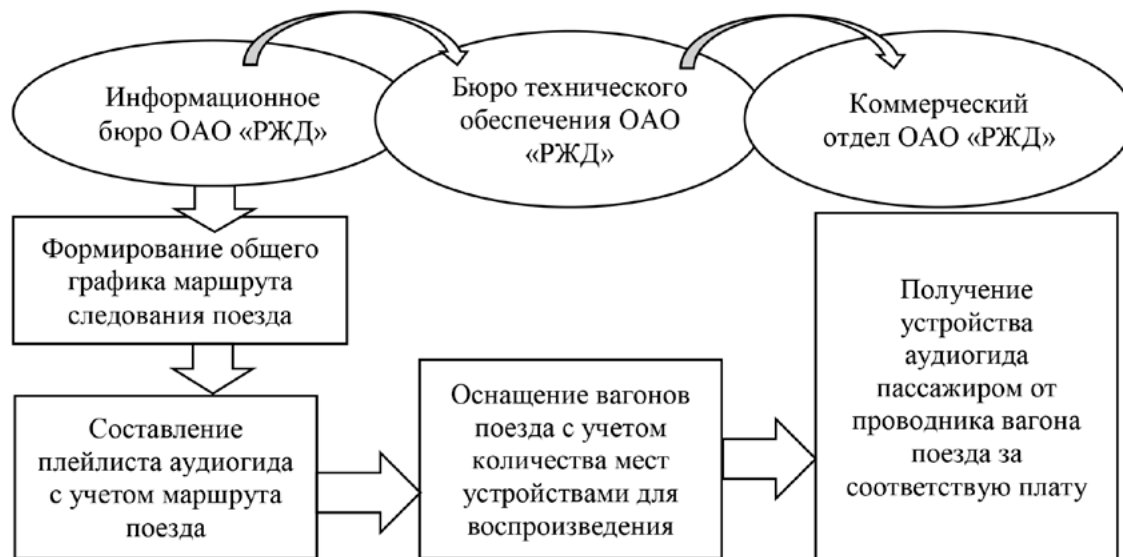 Информационное
бюро ОАО «РЖД»
Бюро технического
обеспечения ОАО
«РЖД»
Коммерческий
отдел ОАО «РЖД»
Формирование общего
графика маршрута
следования поезда
Составление
плейлиста аудиогида
с учетом маршрута
поезда
Оснащение вагонов
поезда с учетом
количества мест
устройствами для
воспроизведения
Получение
устройства
аудиогида
пассажиром от
проводника вагона
поезда за
соответствую плату